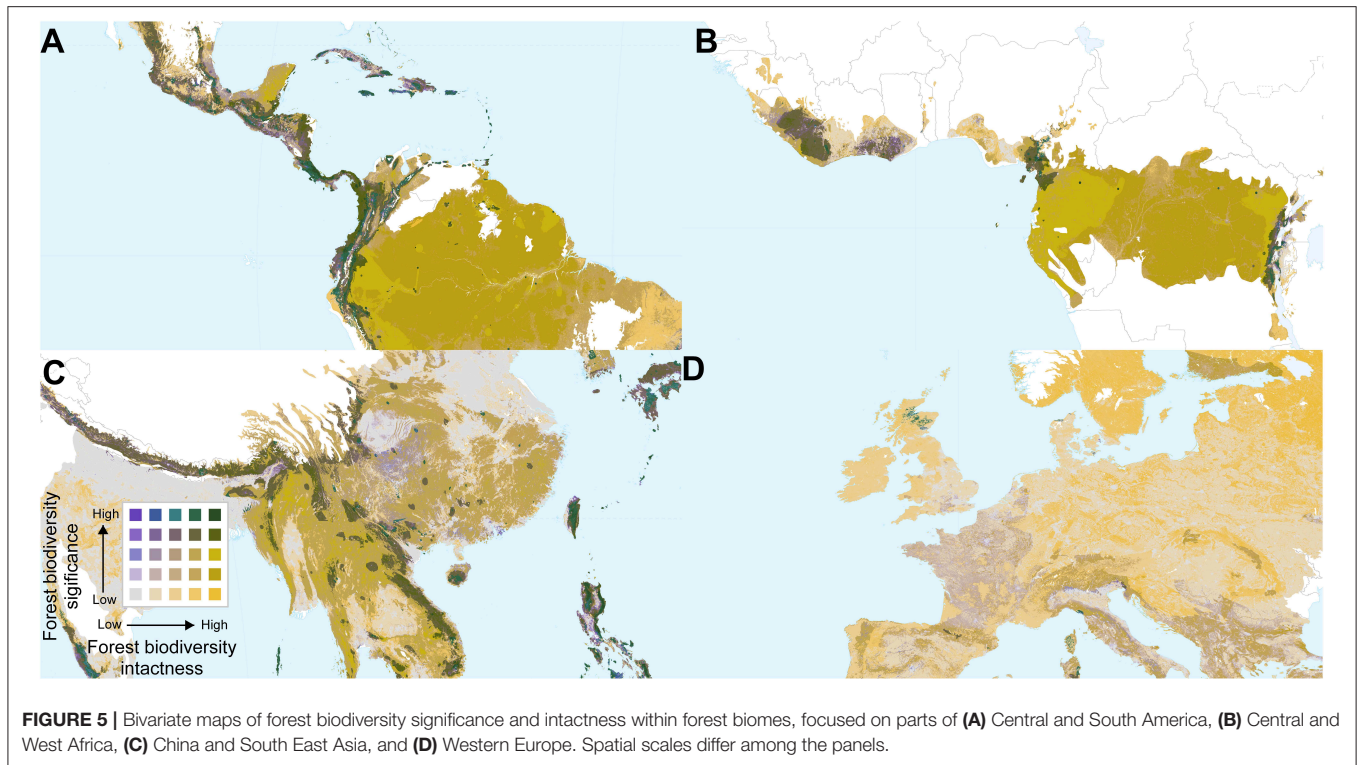 A
B
C
D
Forest biodiversity
sigificance
High
Low
Low
High
Forest biodiversity
intactness
FIGURE 5 | Bivariate maps of forest biodiversity significance and intactness within forest biomes, focused on parts of (A) Central and South America, (B) Central and
West Africa, (C) China and South East Asia, and (D) Western Europe. Spatial scales differ among the panels.